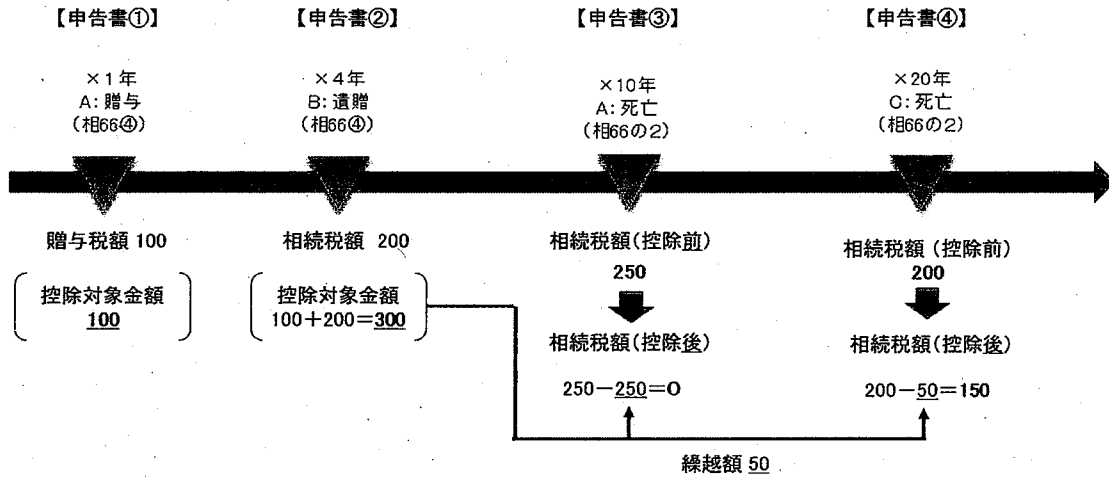 【申告書①】
【申告書②】
【申告書③】
【申告書④】
×1年
A:贈与
(相66④)
×4年
B:遺贈
(相66④)
×10年
A:死亡
(相66の2)
×20年
C:死亡
(相66の2)
贈与税額 100
控除対象金額
100
相続税額 200
控除対象金額
100+200=300
相続税額(控除前)
250
相続税額(控除後)
250-250=0
相続税額(控除前)
200
相続税額(控除後)
200-50=150
繰越額 50